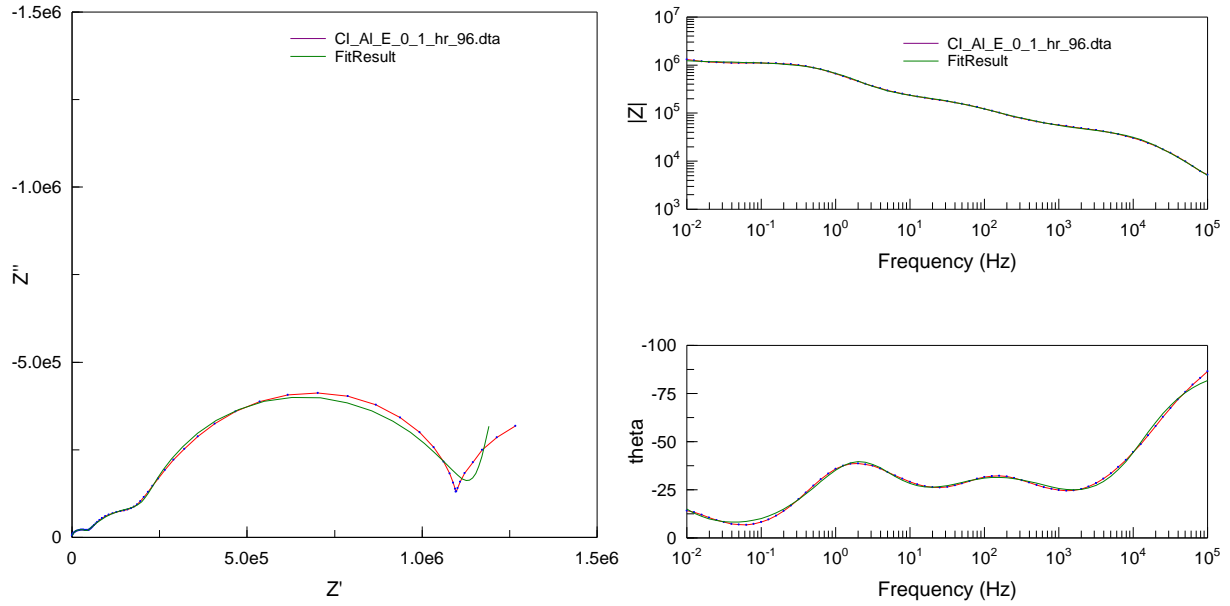 -1.5e6
-1.0e6
-5.0e5
0
Z''
0
5.0e5
1.0e6
1.5e6
Z'
CI_Al_E_0_1_hr_96.dta
FitResult
10^7
10^6
10^5
10^4
10^3
|Z|
10^-2
10^-1
10^0
10^1
10^2
10^3
10^4
10^5
Frequency (Hz)
CI_Al_E_0_1_hr_96.dta
FitResult
-100
-75
-50
-25
0
theta
10^-2
10^-1
10^0
10^1
10^2
10^3
10^4
10^5
Frequency (Hz)